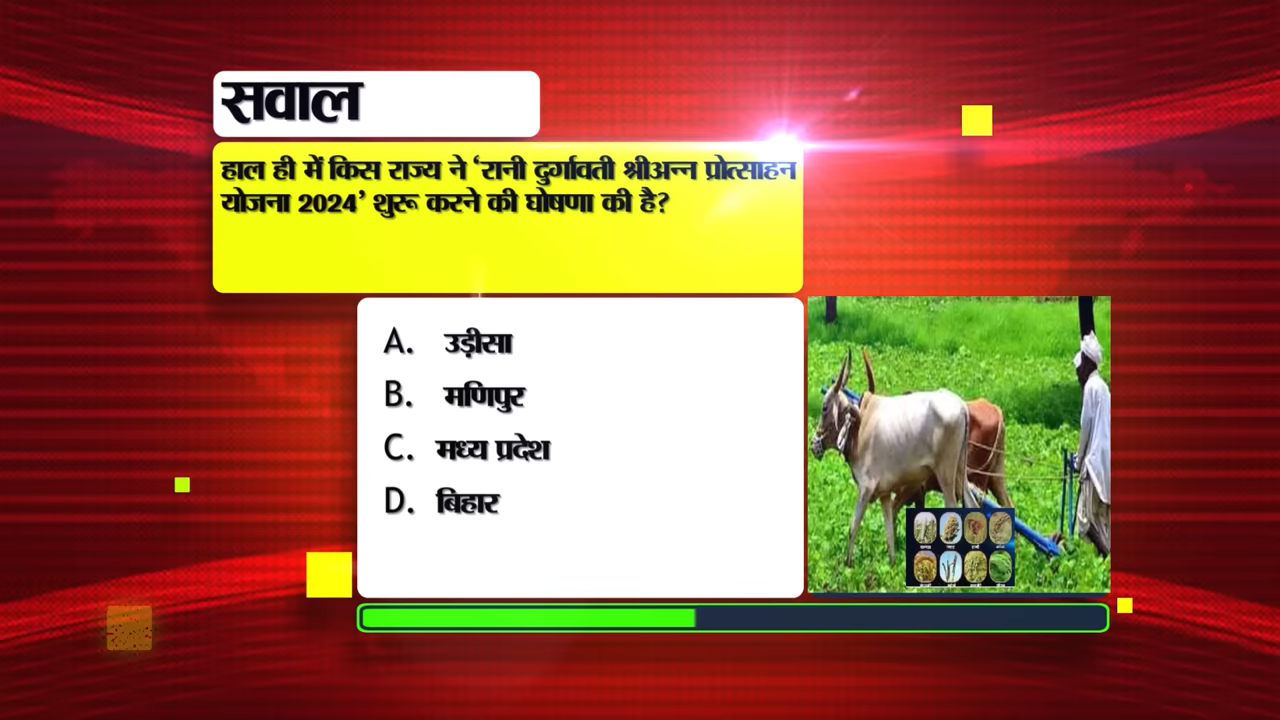 सवाल
हाल ही में किस राज्य ने ‘रानी दुर्गावती श्रीअन्न प्रोत्साहन
योजना 2024’ शुरू करने की घोषणा की है?
A. उड़ीसा
B. मणिपुर
C. मध्य प्रदेश
D. बिहार